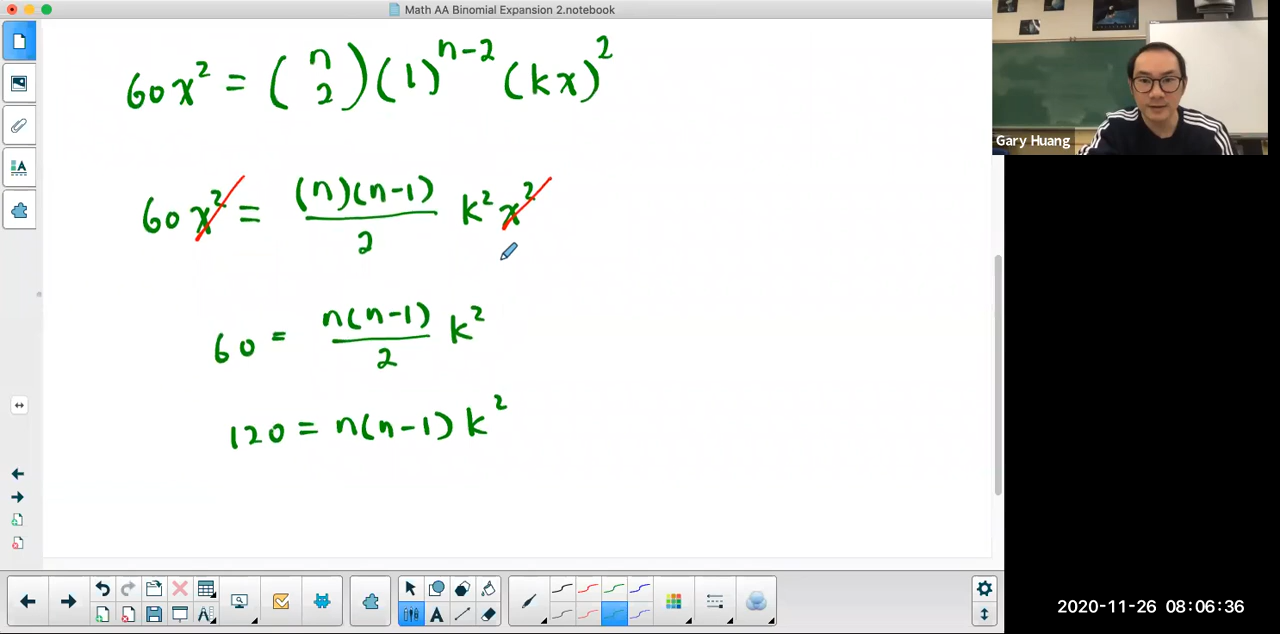 Math AA Binomial Expansion 2.notebook
60x² = (n 2)(1)ⁿ⁻² (kx)²
Gary Huang
60x² = (n)(n-1)/2 k²x²
60 = n(n-1)/2 k²
120 = n(n-1)k²
2020-11-26 08:06:36